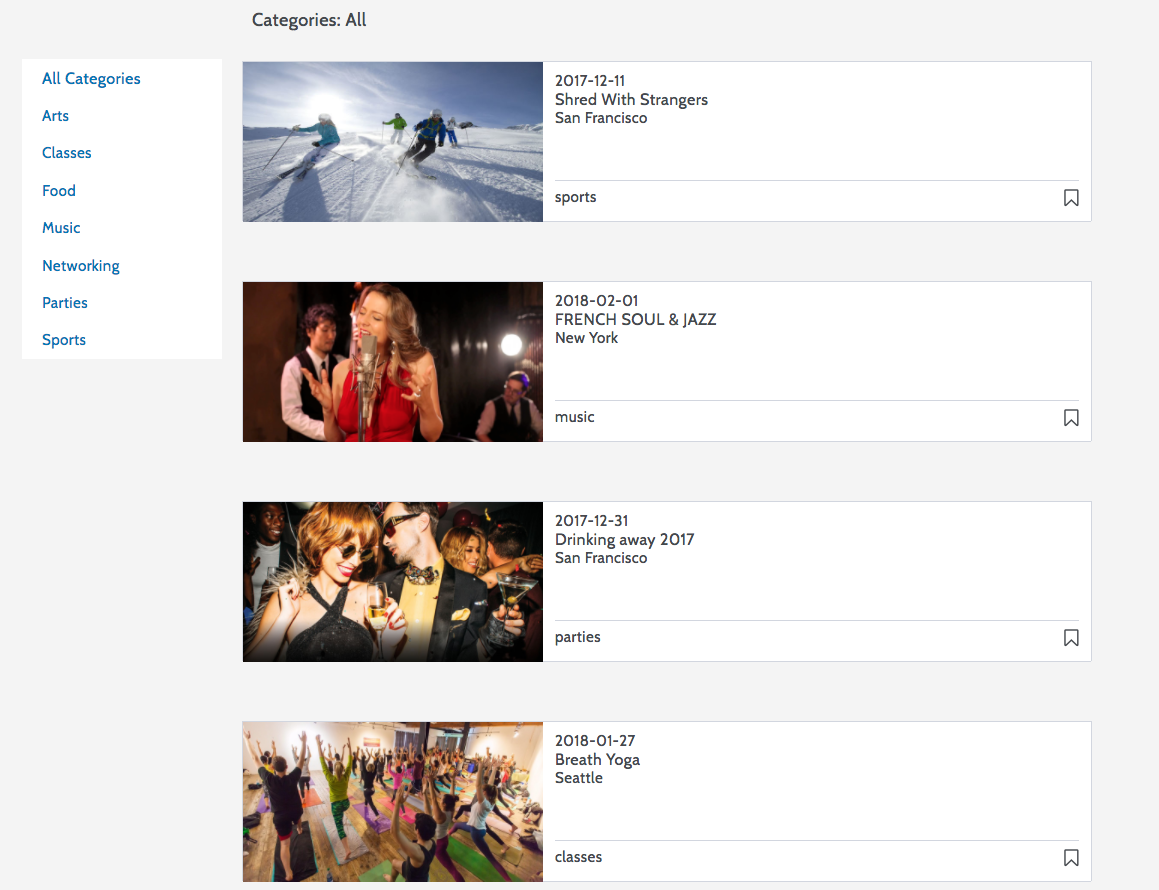 Categories: All
All Categories
Arts
Classes
Food
Music
Networking
Parties
Sports
2017-12-11
Shred With Strangers
San Francisco
sports
2018-02-01
FRENCH SOUL & JAZZ
New York
music
2017-12-31
Drinking away 2017
San Francisco
parties
2018-01-27
Breath Yoga
Seattle
classes